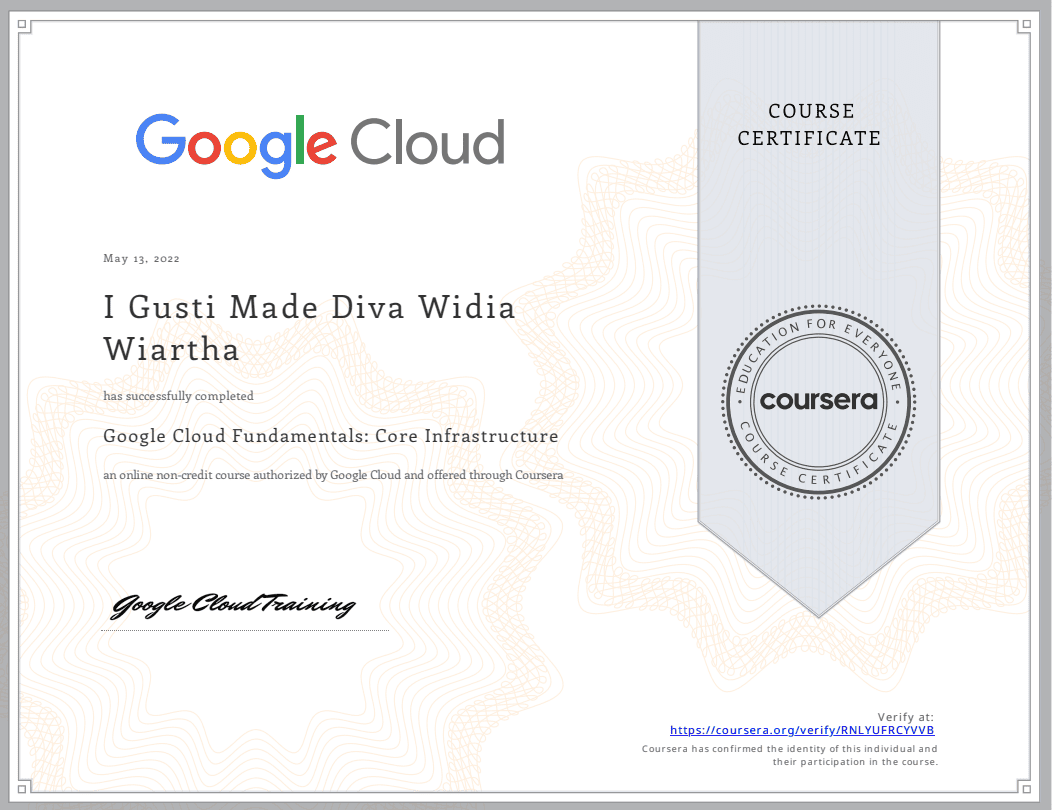 Google Cloud
COURSE
CERTIFICATE
May 13, 2022
I Gusti Made Diva Widia
Wiartha
has successfully completed
Google Cloud Fundamentals: Core Infrastructure
an online non-credit course authorized by Google Cloud and offered through Coursera
EDUCATION FOR EVERYONE
coursera
COURSE CERTIFICATE
Google Cloud Training
Verify at:
https://coursera.org/verify/RNLYUFRCYVVB
Coursera has confirmed the identity of this individual and
their participation in the course.